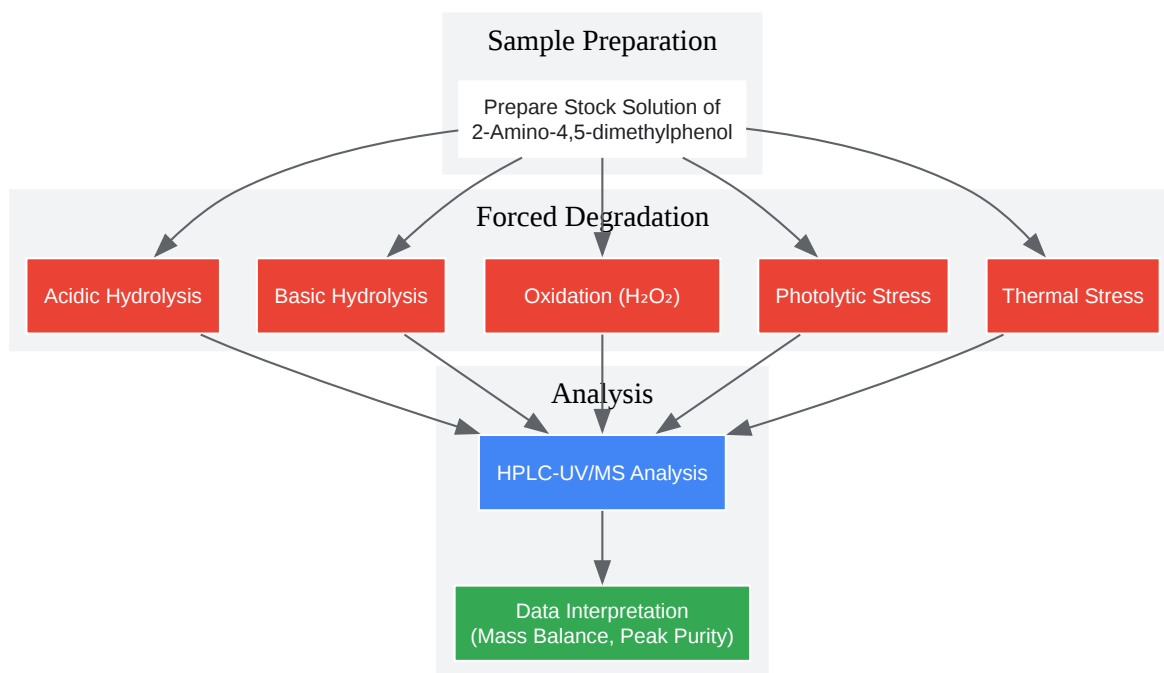 Sample Preparation
Prepare Stock Solution of
2-Amino-4,5-dimethylphenol
Forced Degradation
Acidic Hydrolysis
Basic Hydrolysis
Oxidation (H₂O₂)
Photolytic Stress
Thermal Stress
Analysis
HPLC-UV/MS Analysis
Data Interpretation
(Mass Balance, Peak Purity)